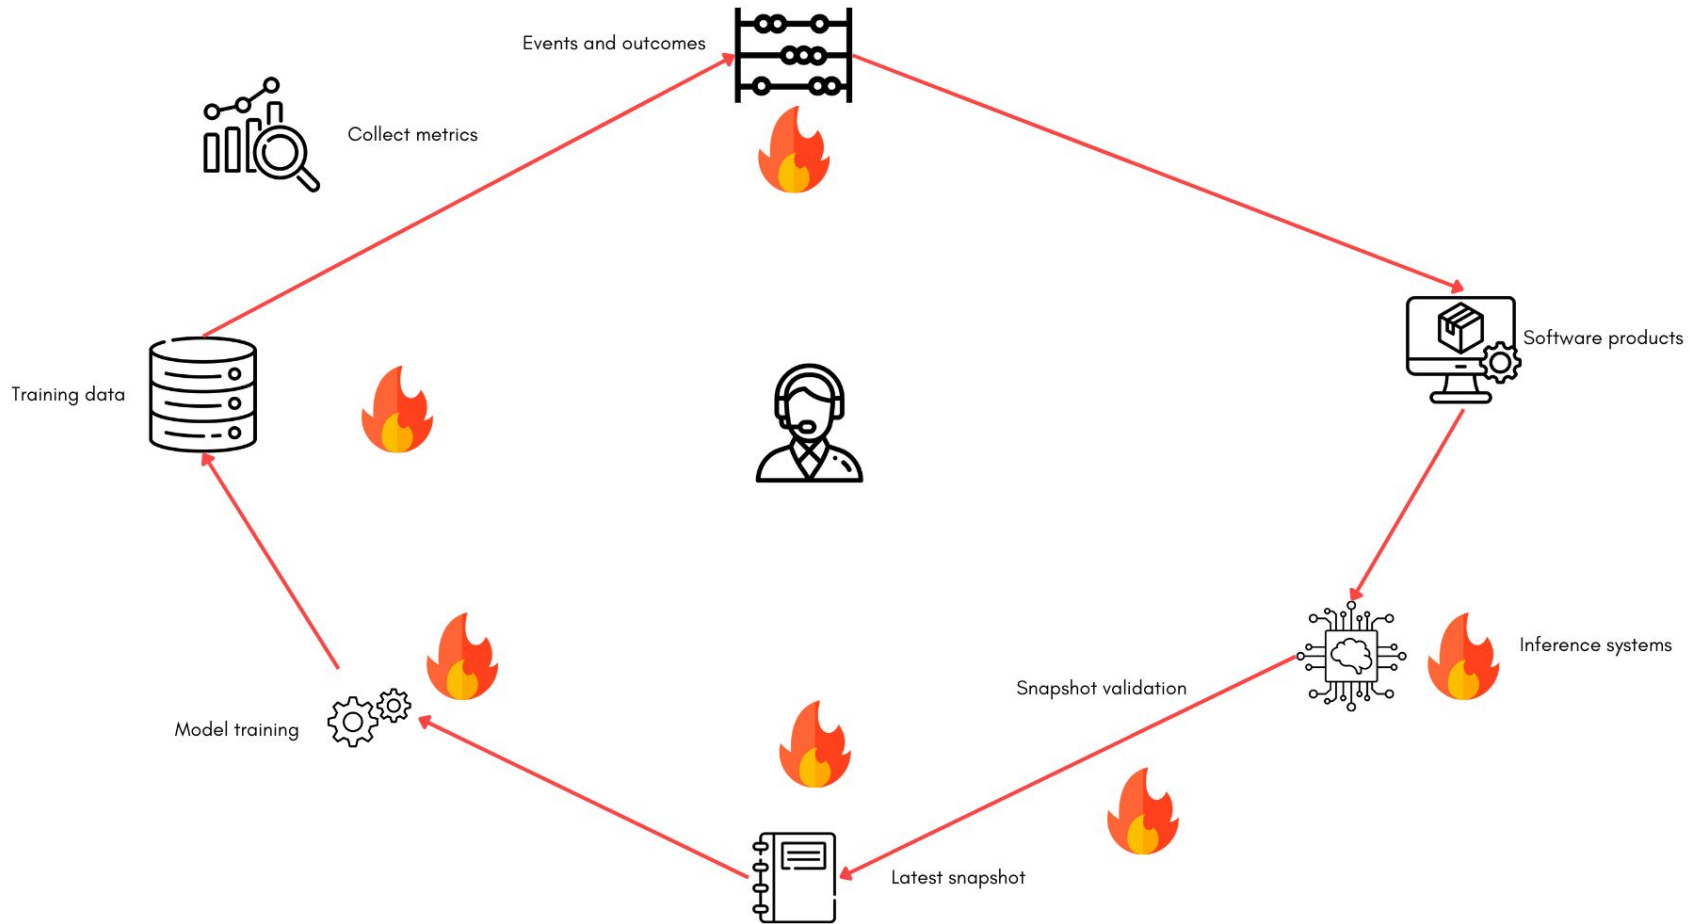 Events and outcomes
Collect metrics
Software products
Training data
Inference systems
Snapshot validation
Model training
Latest snapshot